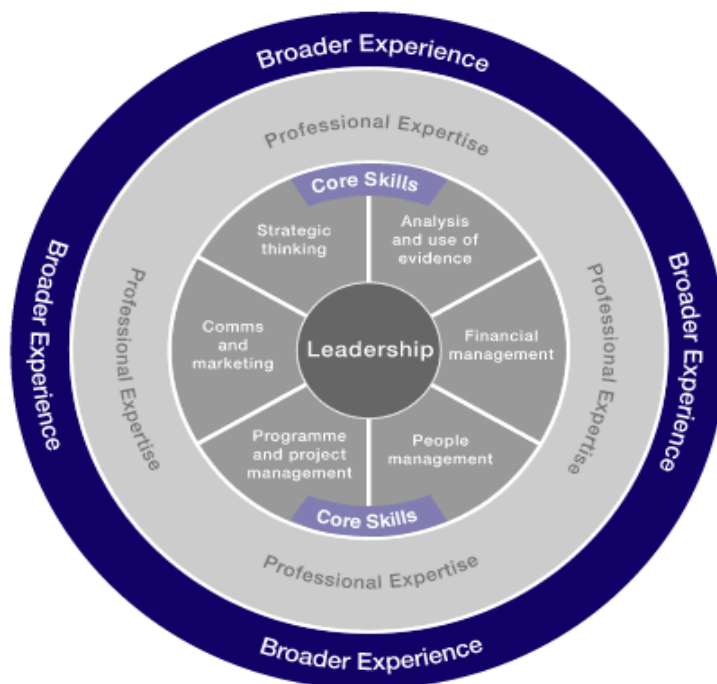 Broader Experience
Professional Expertise
Core Skills
Strategic
thinking
Analysis
and use of
evidence
Broader Experience
Professional Expertise
Comms
and
marketing
Leadership
Financial
management
Professional Expertise
Broader Experience
Programme
and project
management
People
management
Core Skills
Professional Expertise
Broader Experience